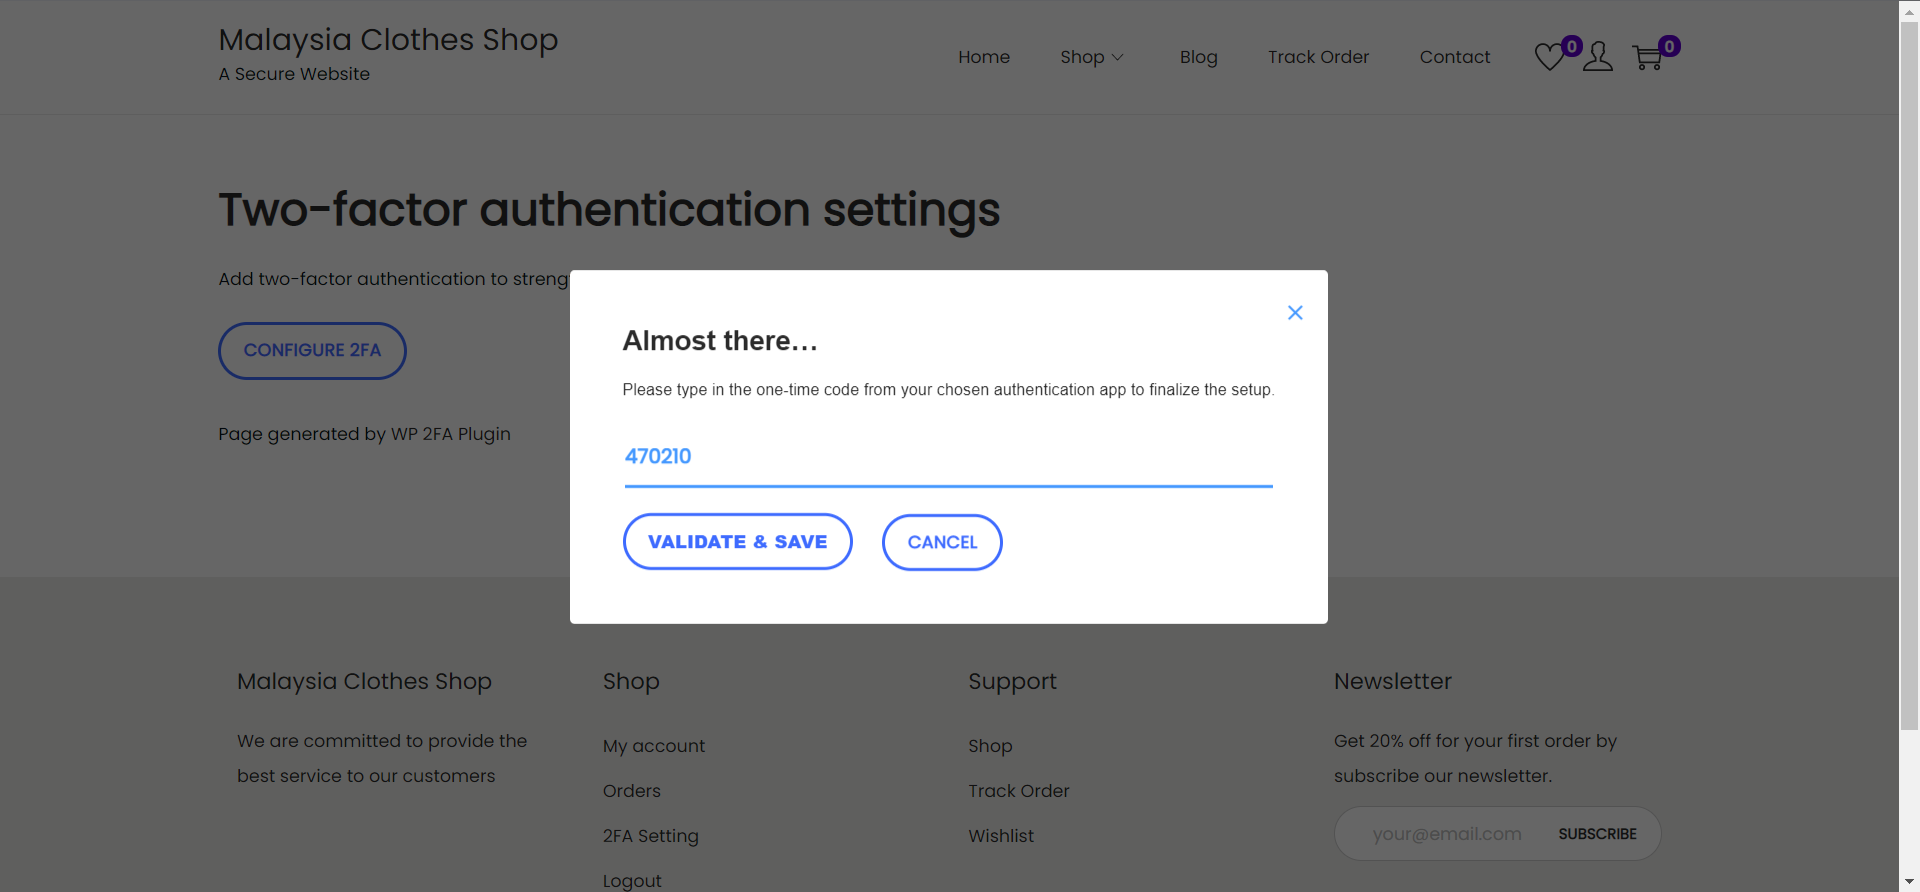 Malaysia Clothes Shop
A Secure Website
Home
Shop
Blog
Track Order
Contact
0
0
Two-factor authentication settings
Add two-factor authentication to streng
CONFIGURE 2FA
Page generated by WP 2FA Plugin
Almost there...
Please type in the one-time code from your chosen authentication app to finalize the setup.
470210
VALIDATE & SAVE
CANCEL
Malaysia Clothes Shop
We are committed to provide the
best service to our customers
Shop
My account
Orders
2FA Setting
Logout
Support
Shop
Track Order
Wishlist
Newsletter
Get 20% off for your first order by
subscribe our newsletter.
your@email.com
SUBSCRIBE